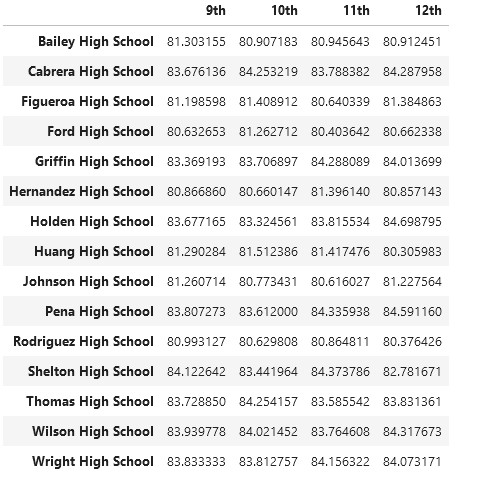 9th 10th 11th 12th
Bailey High School 81.303155 80.907183 80.945643 80.912451
Cabrera High School 83.676136 84.253219 83.788382 84.287958
Figueroa High School 81.198598 81.408912 80.640339 81.384863
Ford High School 80.632653 81.262712 80.403642 80.662338
Griffin High School 83.369193 83.706897 84.288089 84.013699
Hernandez High School 80.866860 80.660147 81.396140 80.857143
Holden High School 83.677165 83.324561 83.815534 84.698795
Huang High School 81.290284 81.512386 81.417476 80.305983
Johnson High School 81.260714 80.773431 80.616027 81.227564
Pena High School 83.807273 83.612000 84.335938 84.591160
Rodriguez High School 80.993127 80.629808 80.864811 80.376426
Shelton High School 84.122642 83.441964 84.373786 82.781671
Thomas High School 83.728850 84.254157 83.585542 83.831361
Wilson High School 83.939778 84.021452 83.764608 84.317673
Wright High School 83.833333 83.812757 84.156322 84.073171